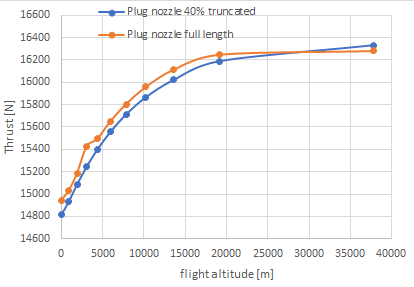 Plug nozzle 40% truncated
Plug nozzle full length
16600
16400
16200
16000
15800
15600
15400
15200
15000
14800
14600
Thrust [N]
0 5000 10000 15000 20000 25000 30000 35000 40000
flight altitude [m]